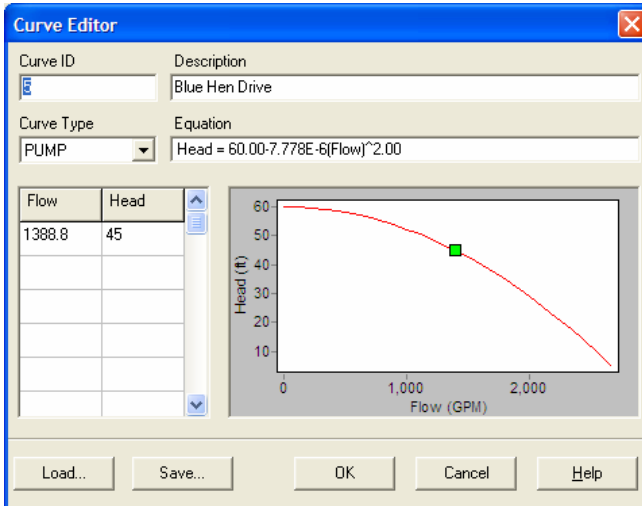 Curve Editor
Curve ID Description
5 Blue Hen Drive
Curve Type Equation
PUMP Head = 60.00-7.778E-6(Flow)^2.00
Flow Head
1388.8 45
60
50
40
30
20
10
Head (ft)
0 1,000 2,000
Flow (GPM)
Load... Save... OK Cancel Help